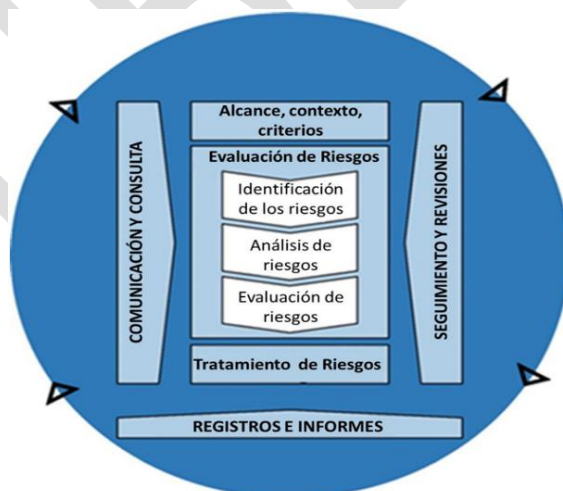 Alcance, contexto,
criterios
Evaluación de Riesgos
Identificación
de los riesgos
Análisis de
riesgos
Evaluación de
riesgos
Tratamiento de Riesgos
COMUNICACIÓN Y CONSULTA
SEGUIMIENTO Y REVISIONES
REGISTROS E INFORMES